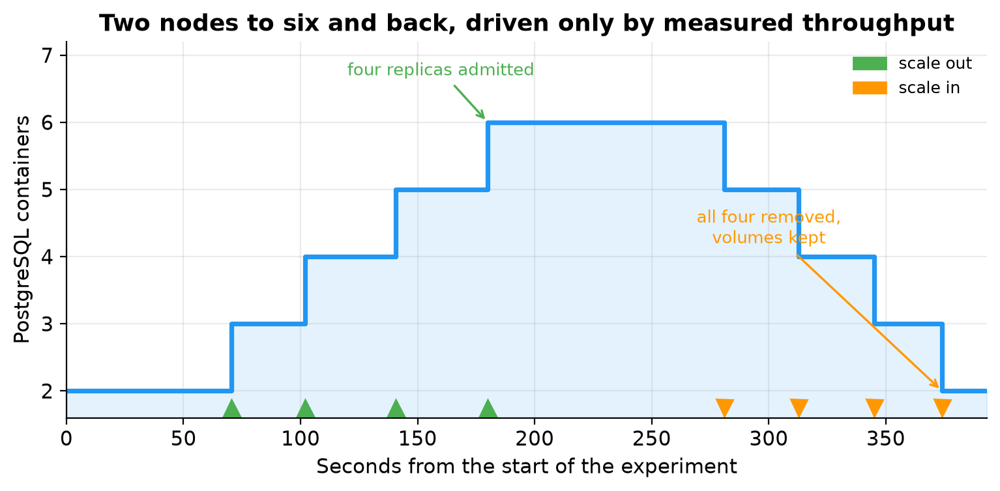 Two nodes to six and back, driven only by measured throughput
7
6
5
4
3
2
PostgreSQL containers
four replicas admitted
scale out
scale in
all four removed,
volumes kept
0 50 100 150 200 250 300 350
Seconds from the start of the experiment